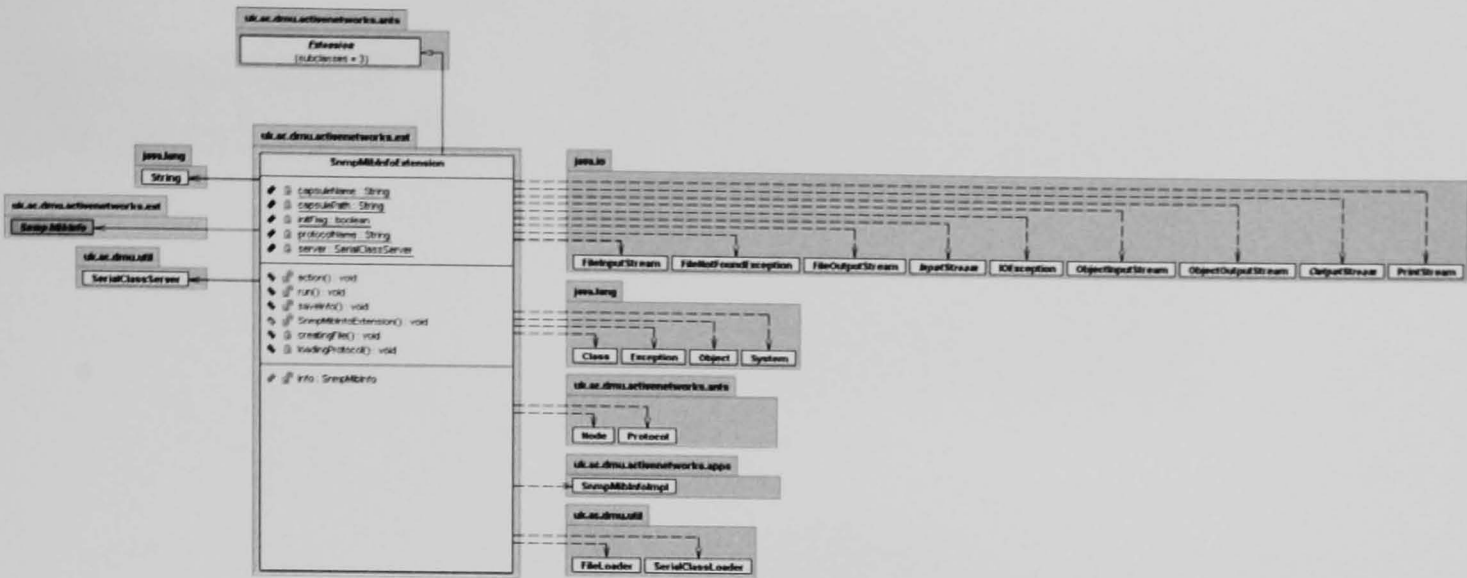 uk.ac.dmu.activenetworks.ants
Extension
{subclasses = 3}
uk.ac.dmu.activenetworks.ext
SnmpMibInfoExtension
capsuleName : String
capsulePath : String
initFlag : boolean
protocolName : String
server : SerialClassServer
action() : void
run() : void
saveInfo() : void
SnmpMibInfoExtension() : void
creatingFile() : void
loadingProtocol() : void
info : SnmpMibInfo
java.lang
String
uk.ac.dmu.activenetworks.ext
SnmpMibInfo
uk.ac.dmu.util
SerialClassServer
java.io
FileInputStream
FileNotFoundException
FileOutputStream
InputStream
IOException
ObjectInputStream
ObjectOutputStream
OutputStream
PrintStream
java.lang
Class
Exception
Object
System
uk.ac.dmu.activenetworks.ants
Node
Protocol
uk.ac.dmu.activenetworks.apps
SnmpMibInfoImpl
uk.ac.dmu.util
FileLoader
SerialClassLoader